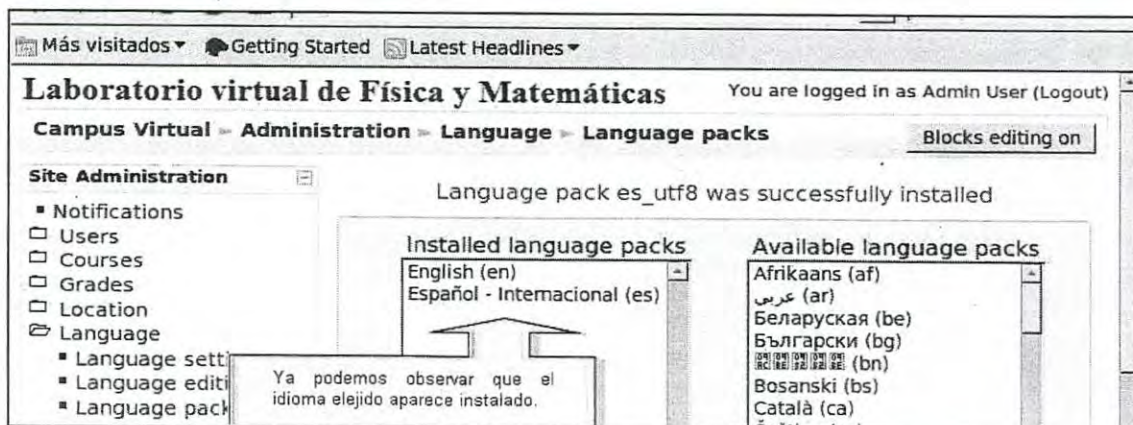 Más visitados Getting Started Latest Headlines
Laboratorio virtual de Física y Matemáticas You are logged in as Admin User (Logout)
Campus Virtual Administration Language Language packs Blocks editing on
Site Administration
Notifications
Users
Courses
Grades
Location
Language
Language setti
Language editi
Language pack
Language pack es_utf8 was successfully installed
Installed language packs
English (en)
Español - Internacional (es)
Ya podemos observar que el
idioma elejido aparece instalado.
Available language packs
Afrikaans (af)
عربى (ar)
Беларуская (be)
Български (bg)
(bn)
Bosanski (bs)
Català (ca)